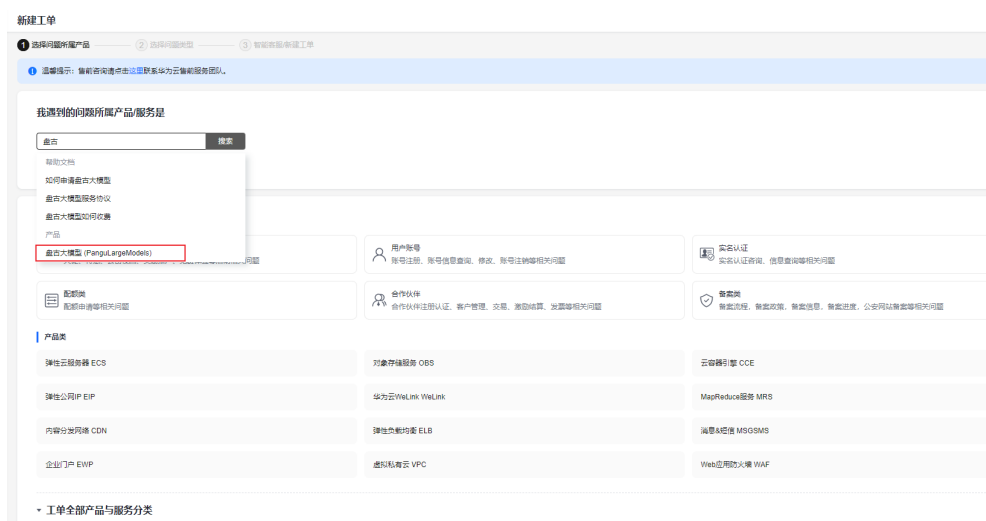 新建工单
1 选择问题所属产品 2 选择问题类型 3 智能客服/新建工单
温馨提示：售前咨询请点击这里联系华为云售前服务团队。
我遇到的问题所属产品/服务是
盘古 搜索
帮助文档
如何申请盘古大模型
盘古大模型服务协议
盘古大模型如何收费
产品
盘古大模型 (PanguLargeModels)
问题
用户账号
账号注册、账号信息查询、修改、账号注销等相关问题
实名认证
实名认证咨询、信息查询等相关问题
配额类
配额申请等相关问题
合作伙伴
合作伙伴注册认证、客户管理、交易、激励结算、发票等相关问题
备案类
备案流程，备案政策、备案信息，备案进度、公安网站备案等相关问题
产品类
弹性云服务器 ECS 对象存储服务 OBS 云容器引擎 CCE
弹性公网IP EIP 华为云WeLink WeLink MapReduce服务 MRS
内容分发网络 CDN 弹性负载均衡 ELB 消息&短信 MSGSMS
企业门户 EWP 虚拟私有云 VPC Web应用防火墙 WAF
工单全部产品与服务分类